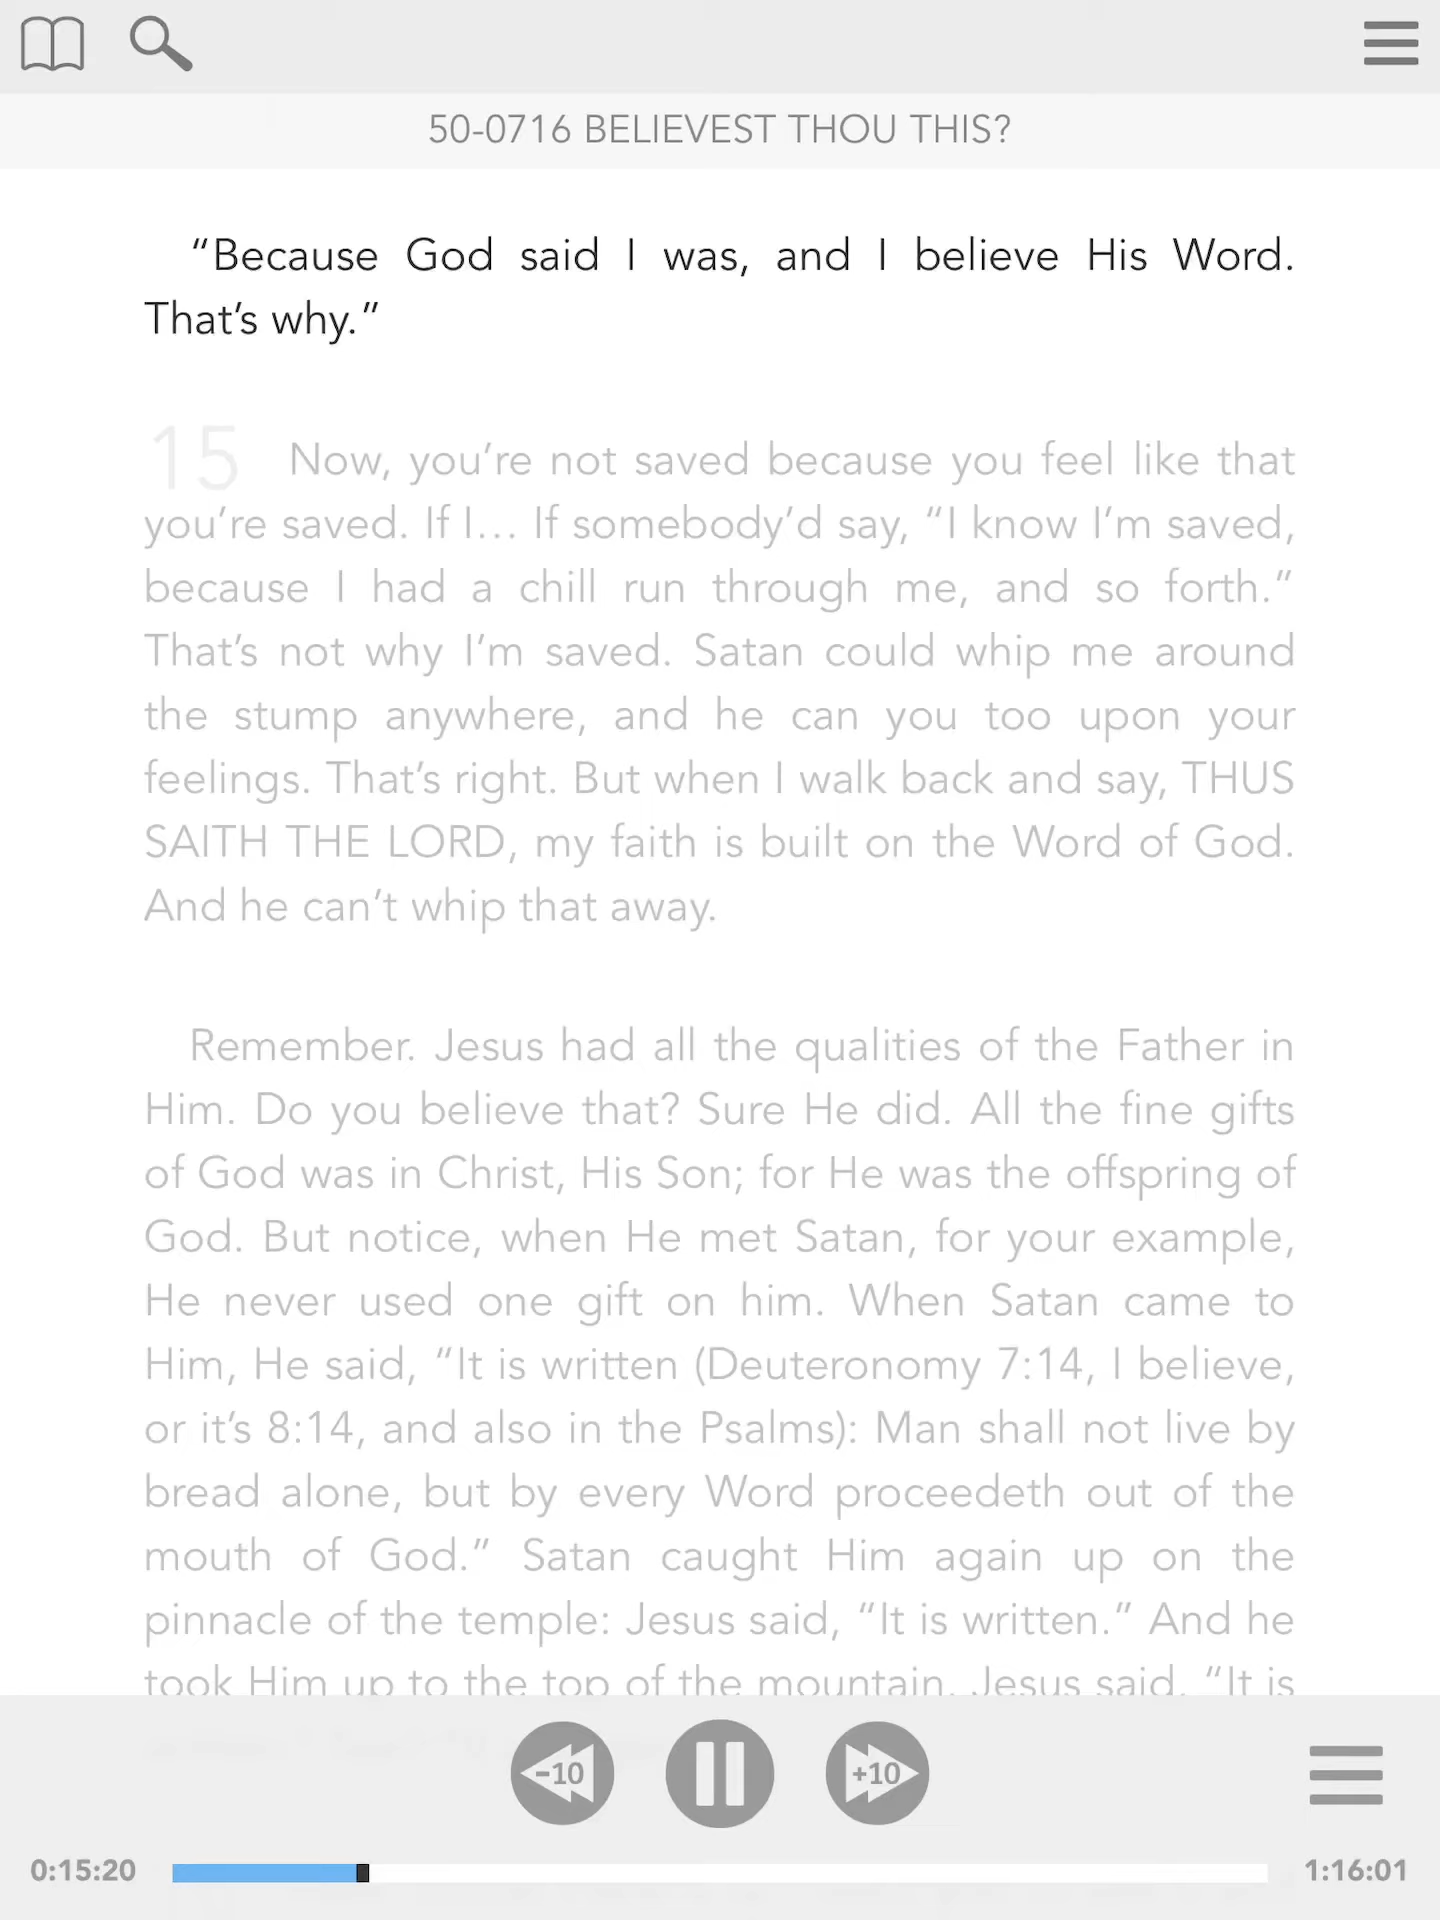 50-0716 BELIEVEST THOU THIS?
“Because God said I was, and I believe His Word.
That’s why.”
15 Now, you’re not saved because you feel like that
you’re saved. If I… If somebody’d say, “I know I’m saved,
because I had a chill run through me, and so forth.”
That’s not why I’m saved. Satan could whip me around
the stump anywhere, and he can you too upon your
feelings. That’s right. But when I walk back and say, THUS
SAITH THE LORD, my faith is built on the Word of God.
And he can’t whip that away.
Remember. Jesus had all the qualities of the Father in
Him. Do you believe that? Sure He did. All the fine gifts
of God was in Christ, His Son; for He was the offspring of
God. But notice, when He met Satan, for your example,
He never used one gift on him. When Satan came to
Him, He said, “It is written (Deuteronomy 7:14, I believe,
or it’s 8:14, and also in the Psalms): Man shall not live by
bread alone, but by every Word proceedeth out of the
mouth of God.” Satan caught Him again up on the
pinnacle of the temple: Jesus said, “It is written.” And he
took Him up to the top of the mountain. Jesus said, “It is
-10 +10
0:15:20 1:16:01